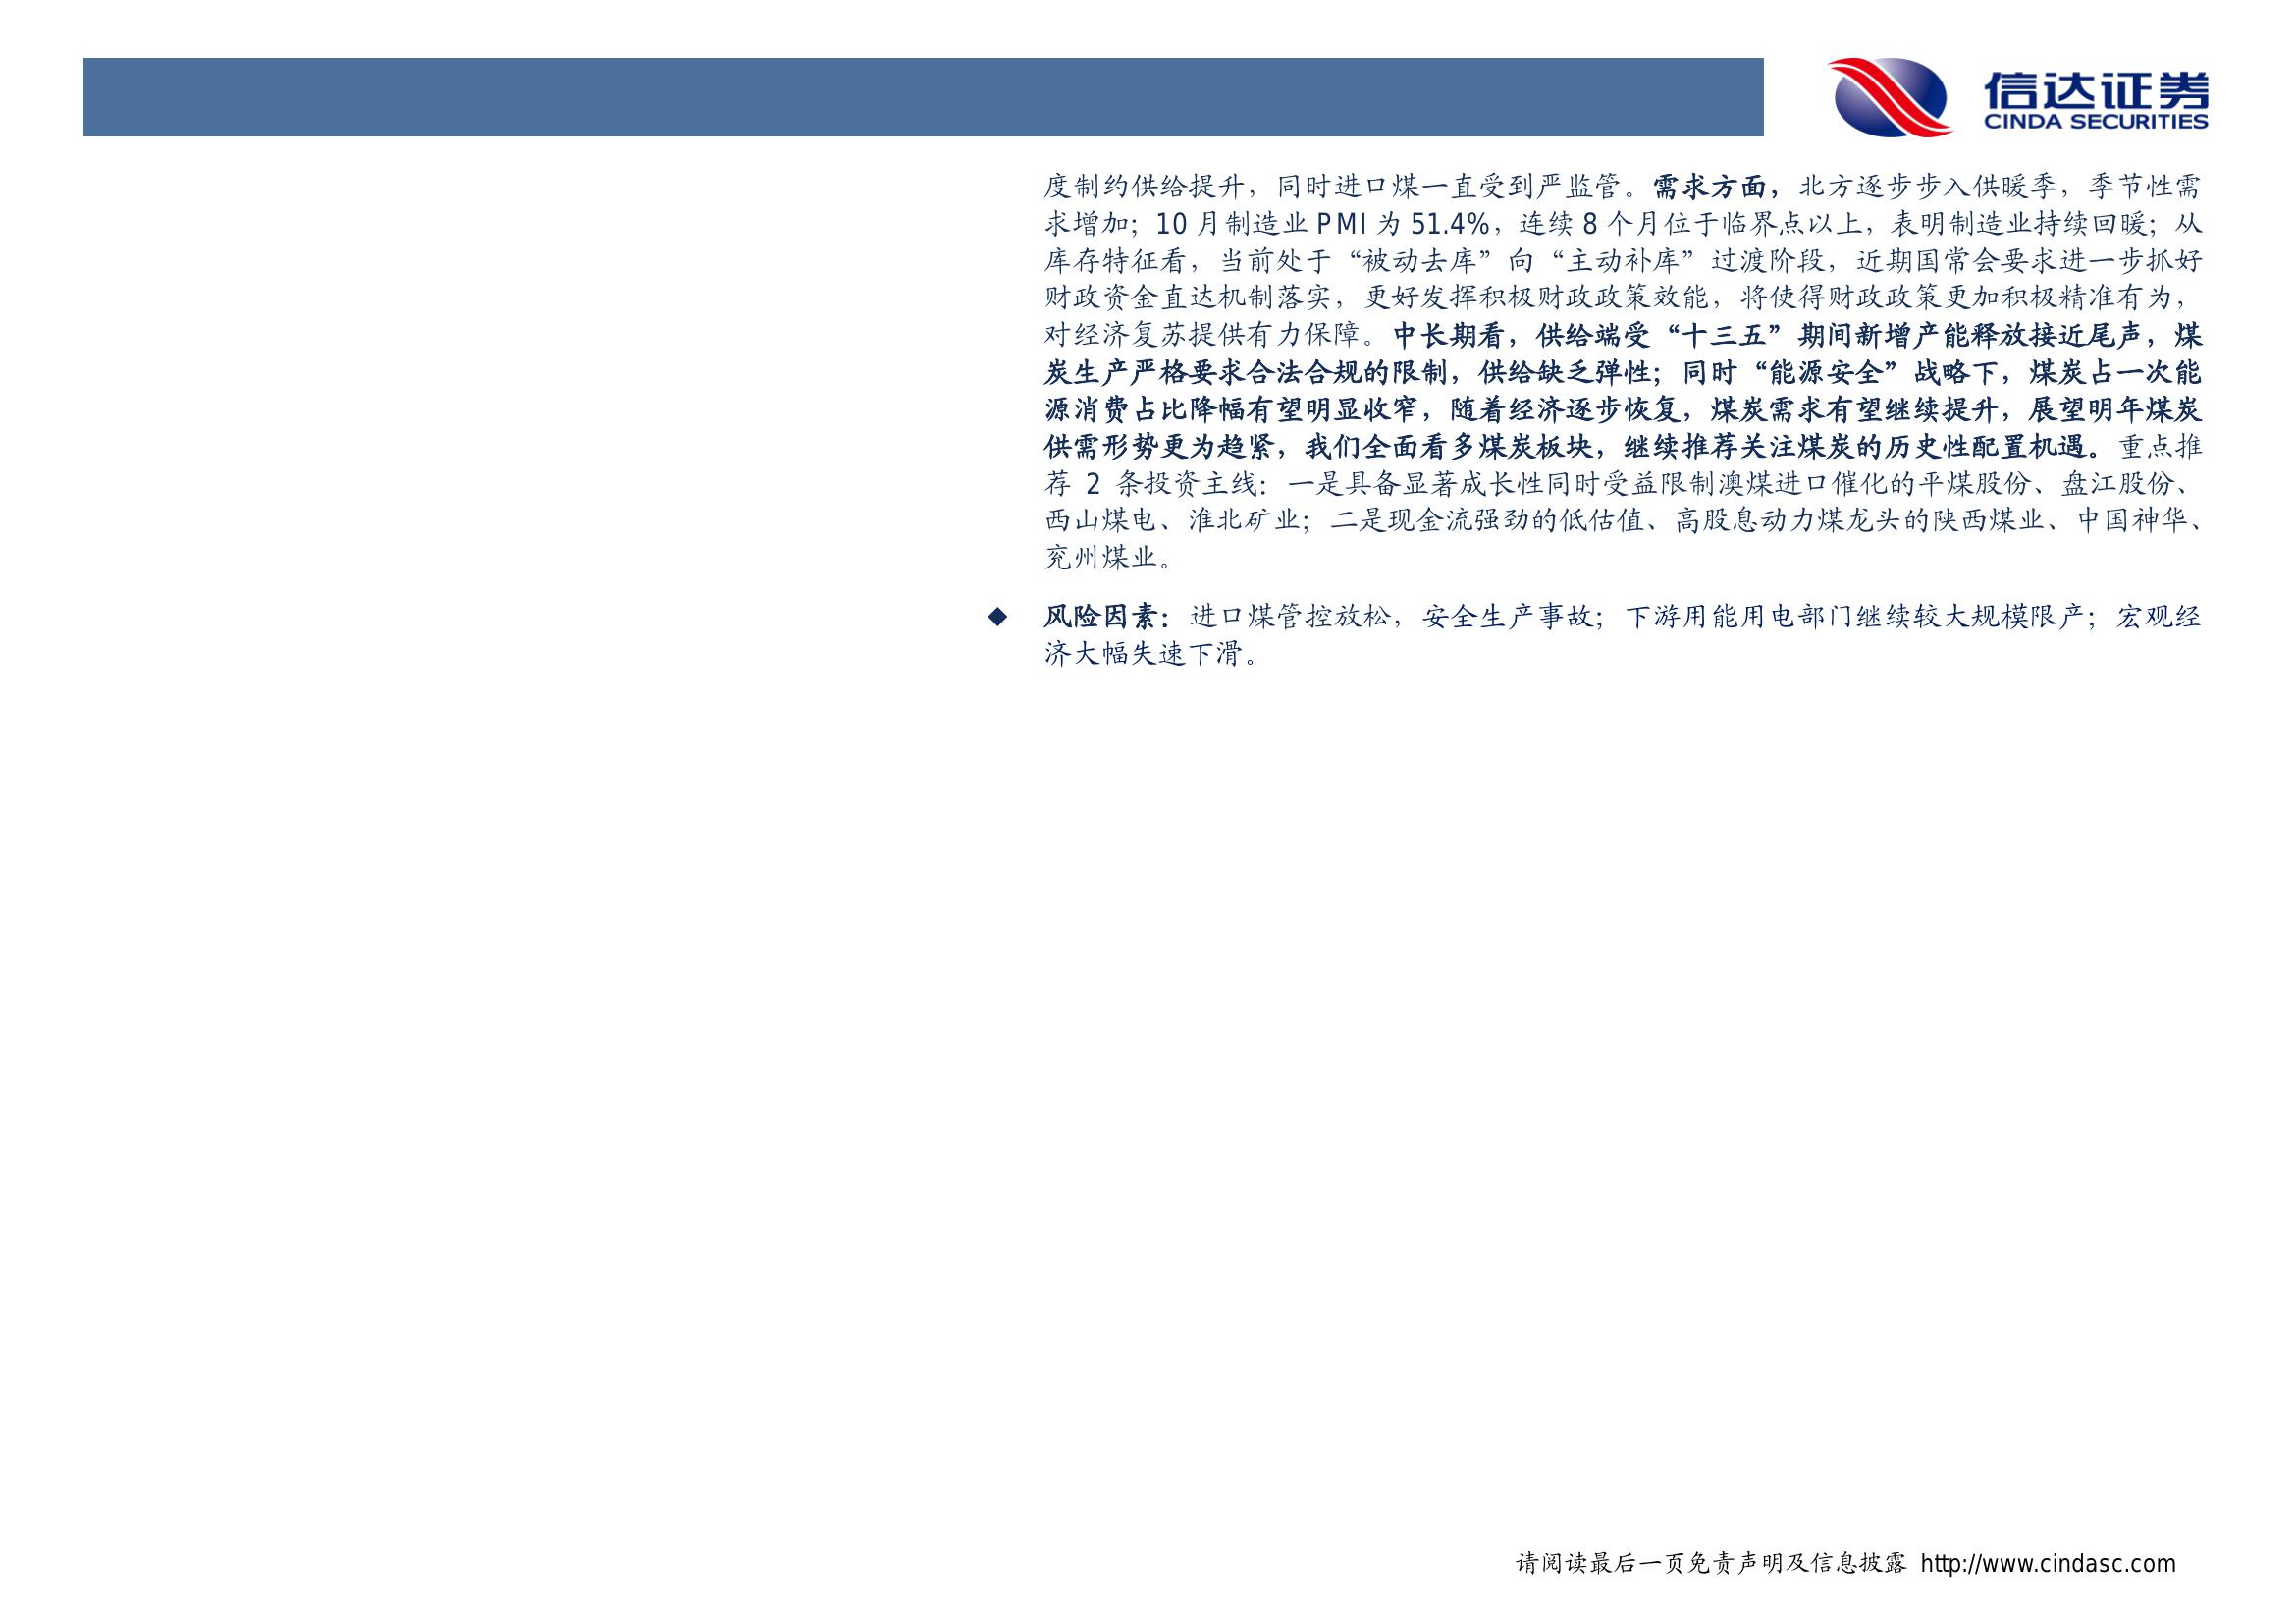 信达证券
CINDA SECURITIES
度制约供给提升，同时进口煤一直受到严监管。需求方面，北方逐步步入供暖季，季节性需
求增加；10 月制造业 PMI 为 51.4%，连续 8 个月位于临界点以上，表明制造业持续回暖；从
库存特征看，当前处于“被动去库”向“主动补库”过渡阶段，近期国常会要求进一步抓好
财政资金直达机制落实，更好发挥积极财政政策效能，将使得财政政策更加积极精准有为，
对经济复苏提供有力保障。中长期看，供给端受“十三五”期间新增产能释放接近尾声，煤
炭生产严格要求合法合规的限制，供给缺乏弹性；同时“能源安全”战略下，煤炭占一次能
源消费占比降幅有望明显收窄，随着经济逐步恢复，煤炭需求有望继续提升，展望明年煤炭
供需形势更为趋紧，我们全面看多煤炭板块，继续推荐关注煤炭的历史性配置机遇。重点推
荐 2 条投资主线：一是具备显著成长性同时受益限制澳煤进口催化的平煤股份、盘江股份、
西山煤电、淮北矿业；二是现金流强劲的低估值、高股息动力煤龙头的陕西煤业、中国神华、
兖州煤业。
◆ 风险因素：进口煤管控放松，安全生产事故；下游用能用电部门继续较大规模限产；宏观经
济大幅失速下滑。
请阅读最后一页免责声明及信息披露 http://www.cindasc.com